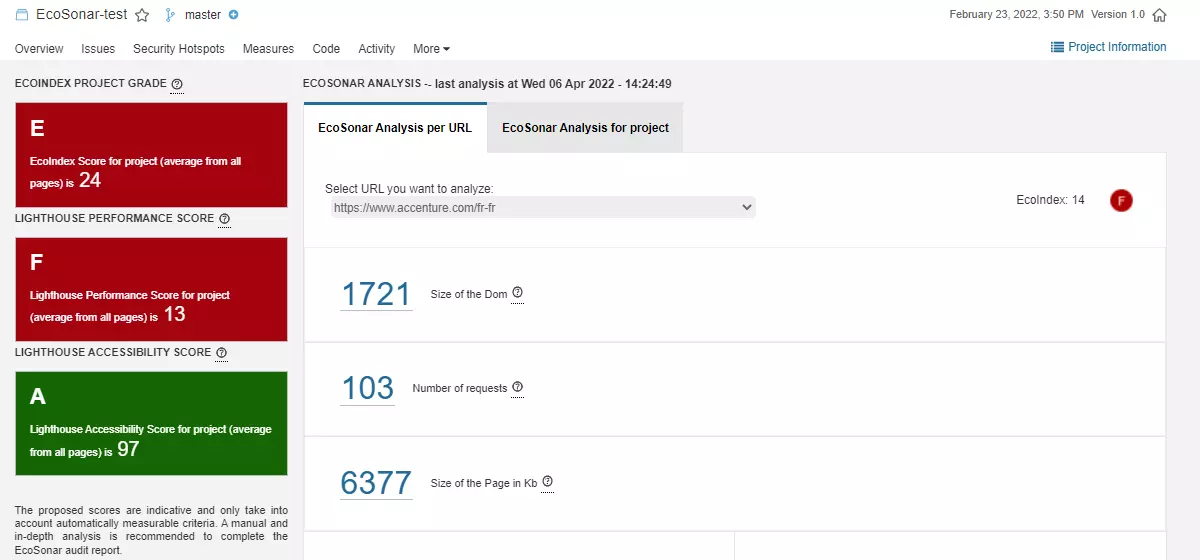 EcoSonar-test master February 23, 2022, 3:50 PM Version 1.0
Overview Issues Security Hotspots Measures Code Activity More Project Information
ECOINDEX PROJECT GRADE
E
EcoIndex Score for project (average from all
pages) is 24
LIGHTHOUSE PERFORMANCE SCORE
F
Lighthouse Performance Score for project
(average from all pages) is 13
LIGHTHOUSE ACCESSIBILITY SCORE
A
Lighthouse Accessibility Score for project (average
from all pages) is 97
The proposed scores are indicative and only take into
account automatically measurable criteria. A manual and
in-depth analysis is recommended to complete the
EcoSonar audit report.
ECOSONAR ANALYSIS -- last analysis at Wed 06 Apr 2022 - 14:24:49
EcoSonar Analysis per URL EcoSonar Analysis for project
Select URL you want to analyze:
https://www.accenture.com/fr-fr
EcoIndex: 14 F
1721 Size of the Dom
103 Number of requests
6377 Size of the Page in Kb